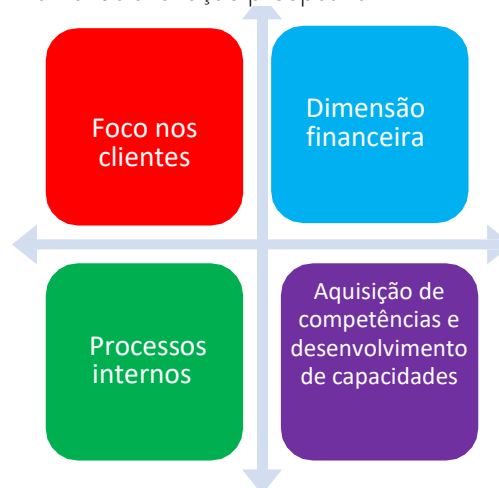 Foco nos
clientes
Dimensão
financeira
Processos
internos
Aquisição de
competências e
desenvolvimento
de capacidades